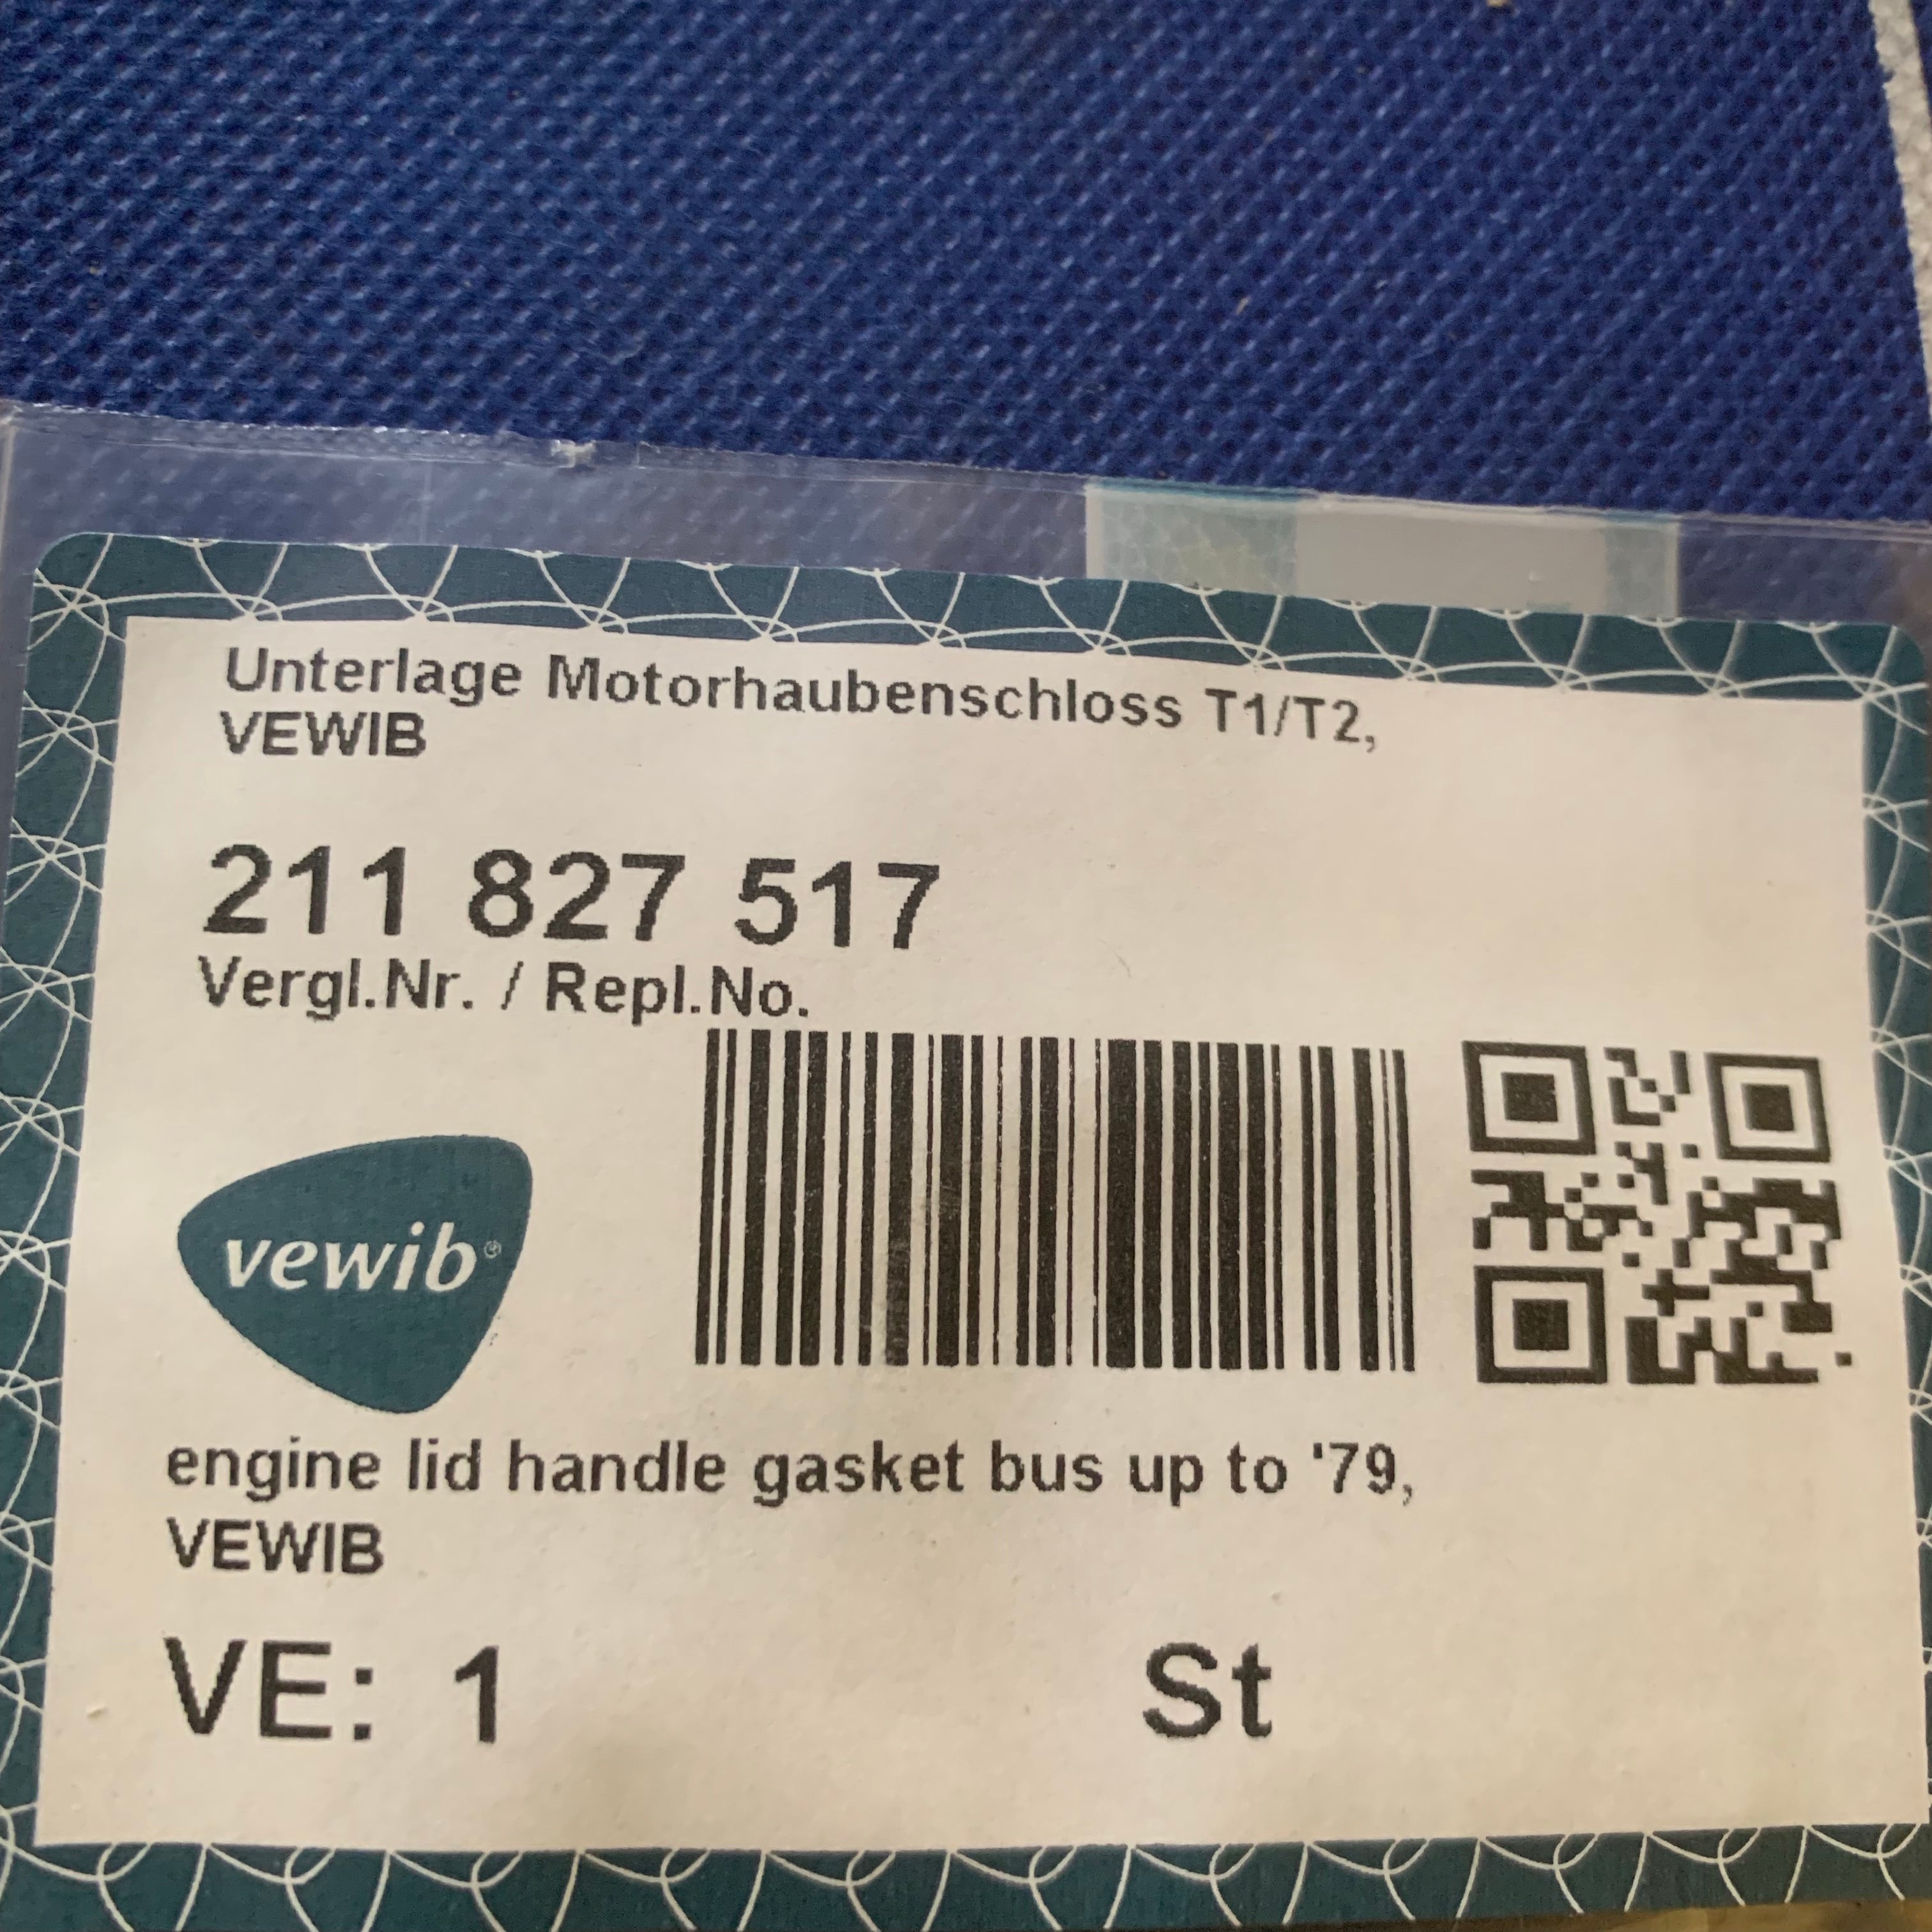 Unterlage Motorhaubenschloss T1/T2,
VEWIB
211 827 517
Vergl.Nr. / Repl.No.
vewib®
engine lid handle gasket bus up to '79,
VEWIB
VE: 1 St